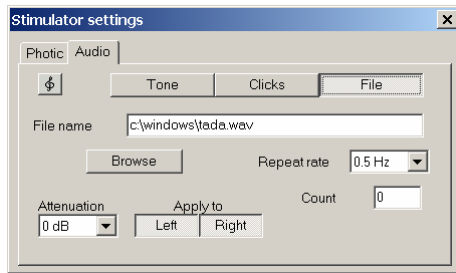 Stimulator settings
Photic Audio
Tone Clicks File
File name c:\windows\tada.wav
Browse Repeat rate 0.5 Hz
Count 0
Attenuation Apply to
0 dB Left Right